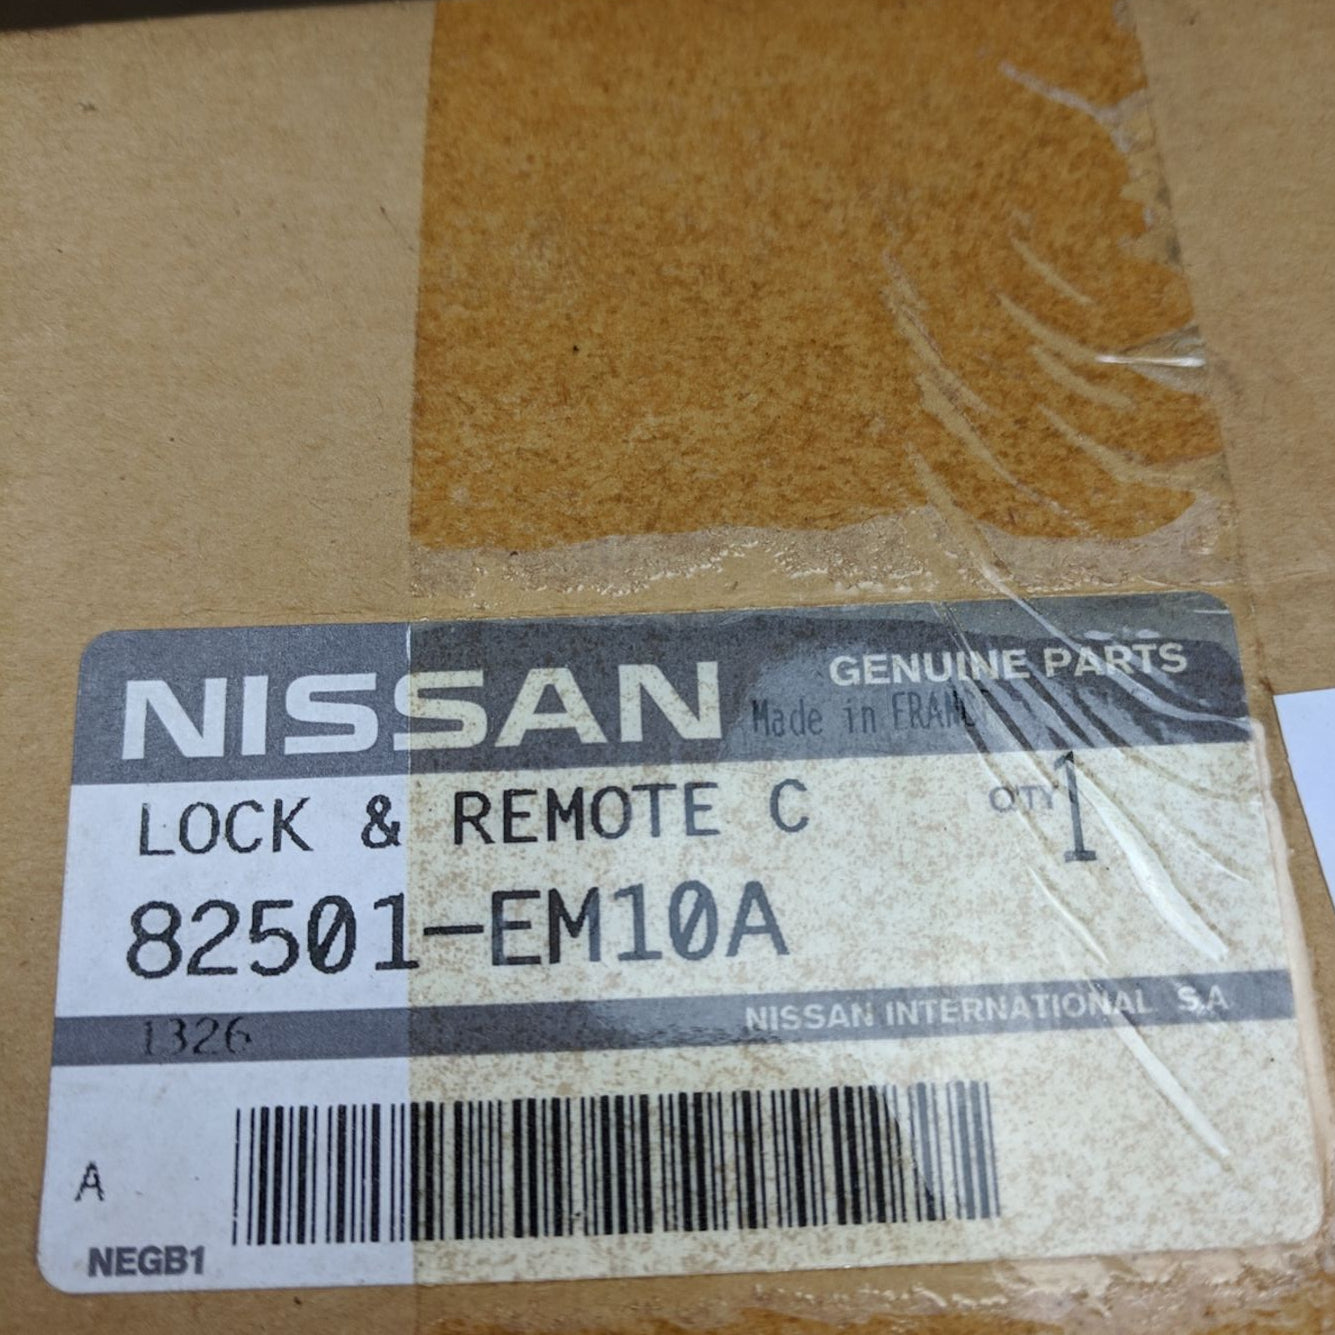 NISSAN
GENUINE PARTS
Made in FRANCE
LOCK & REMOTE C
QTY 1
82501-EM10A
NISSAN INTERNATIONAL S.A
1326
A
NEGB1